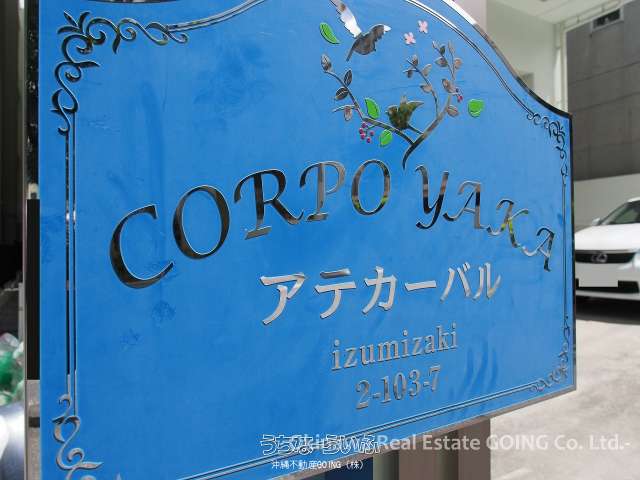 CORPO YAKA
アテカーバル
izumizaki
2-103-7
Real Estate GOING Co. Ltd.-
沖縄不動産GOING（株）